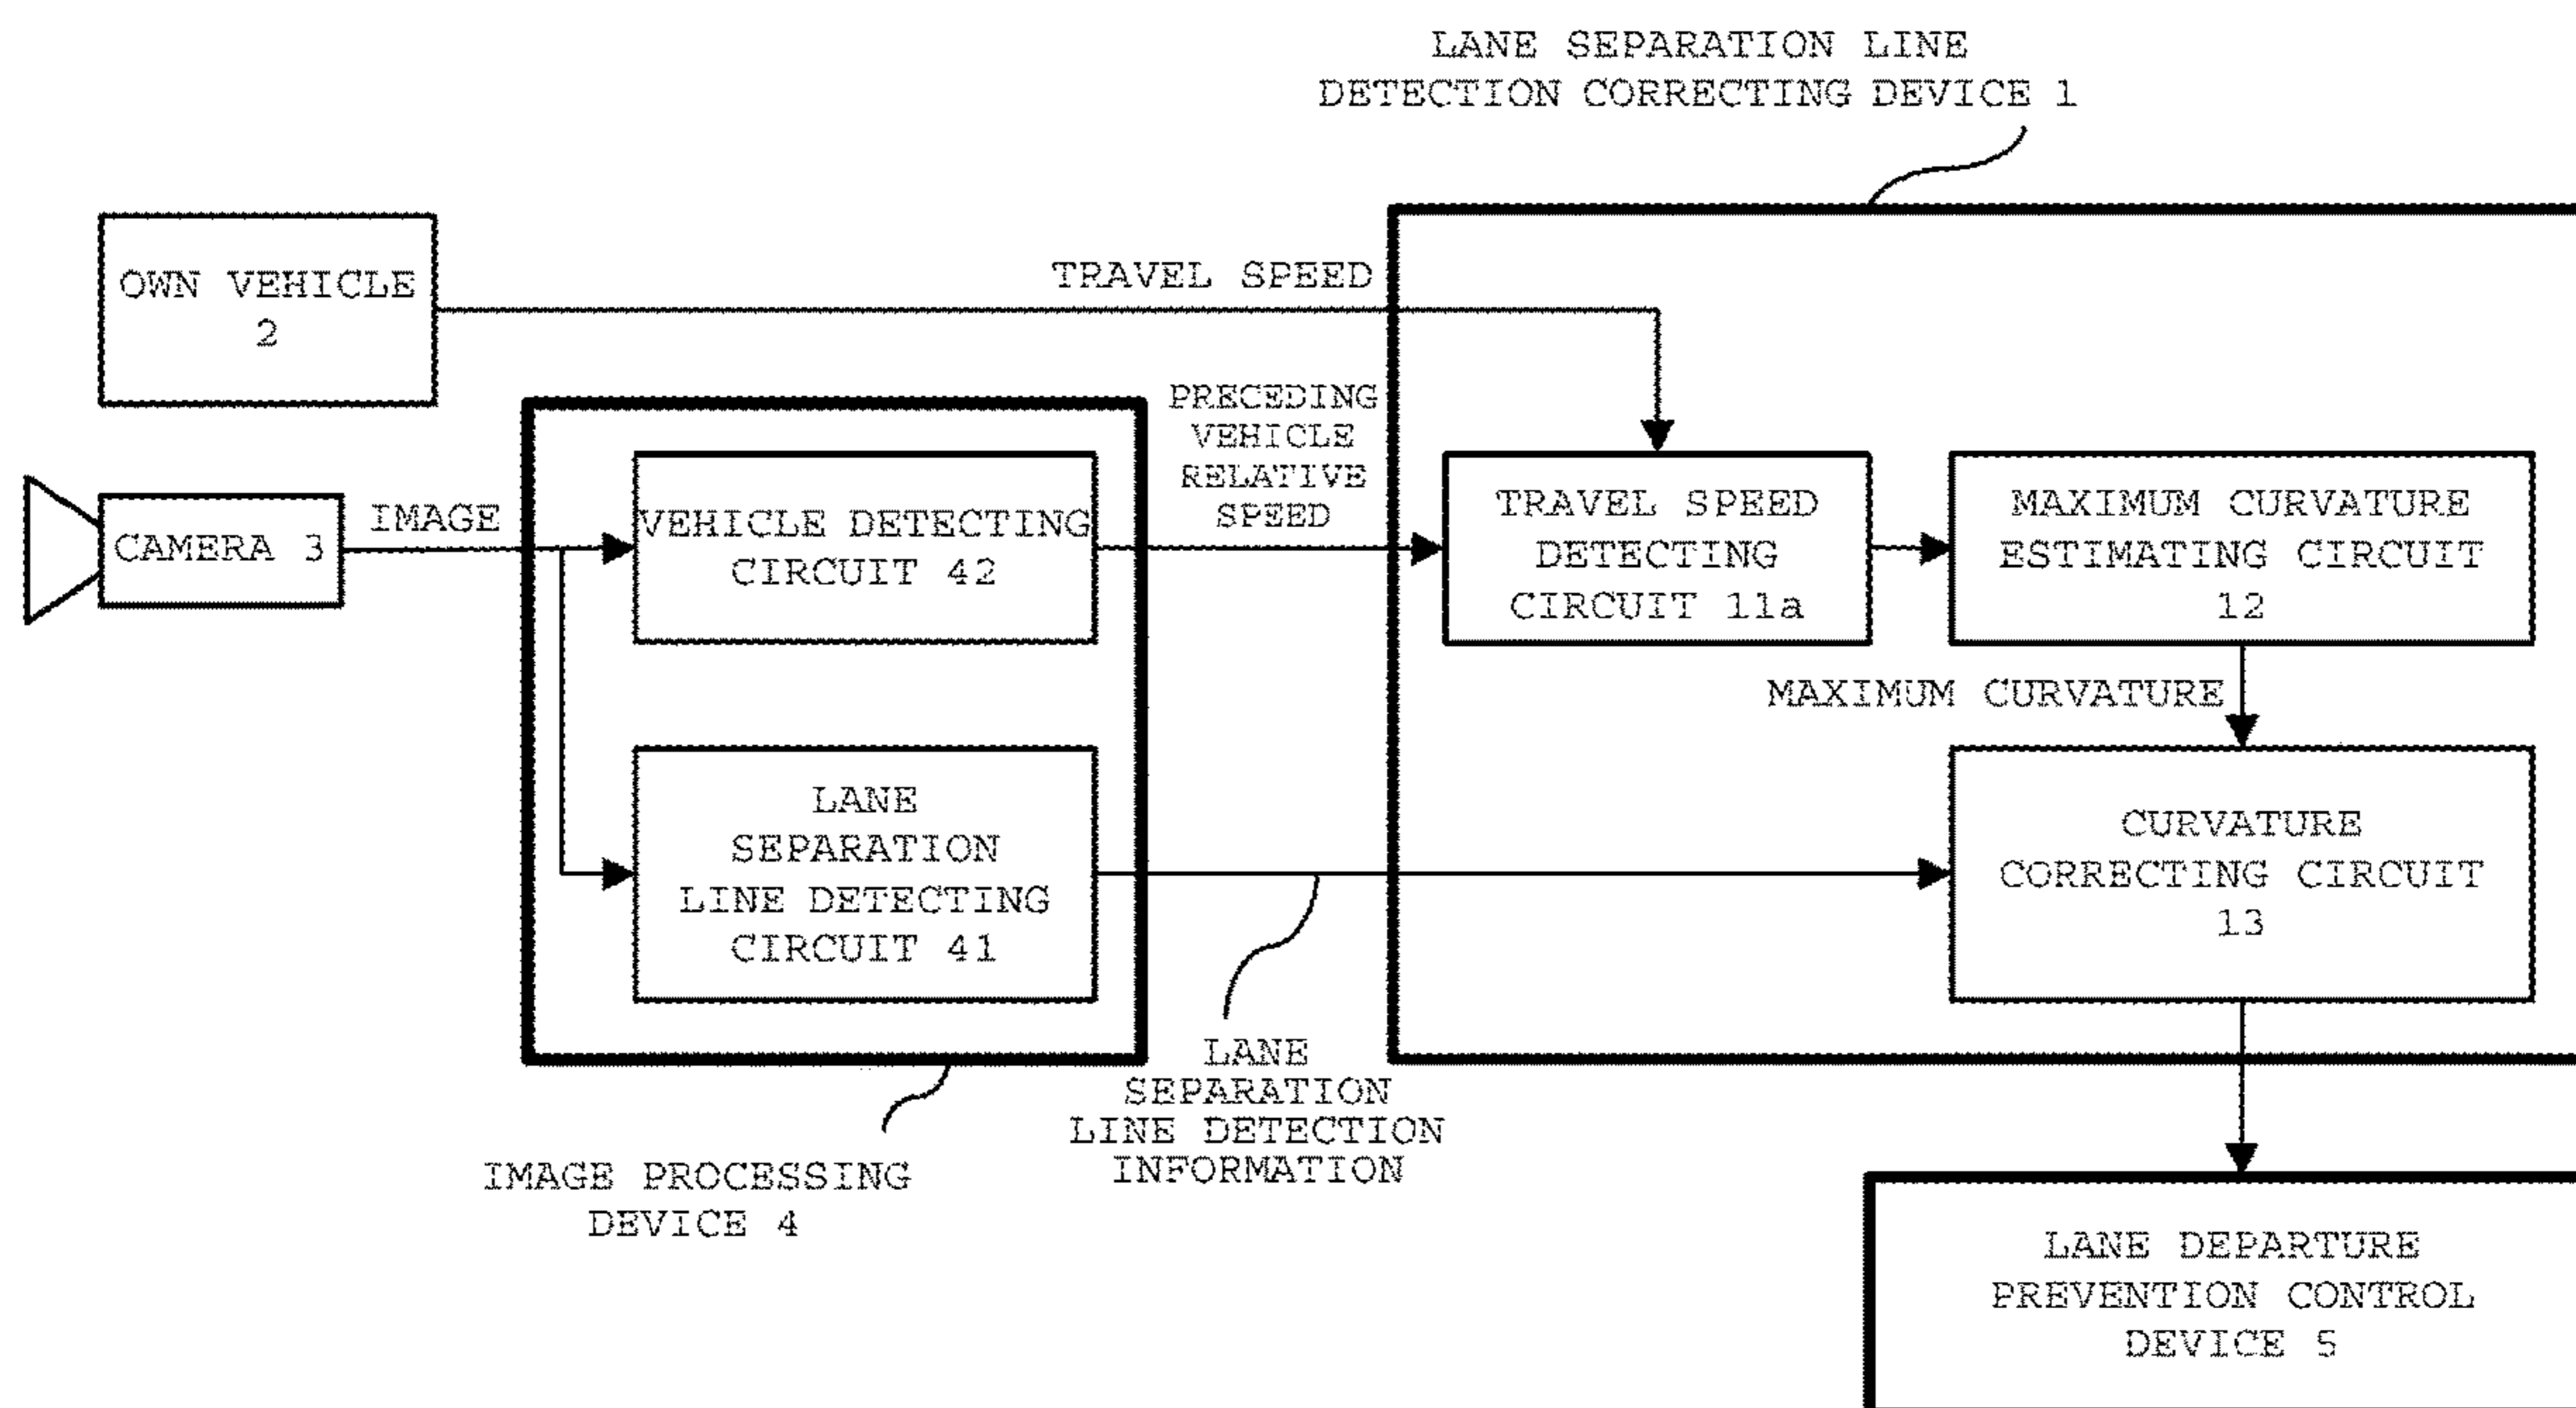 LANE SEPARATION LINE
DETECTION CORRECTING DEVICE 1
OWN VEHICLE
2
TRAVEL SPEED
PRECEDING
VEHICLE
RELATIVE
SPEED
CAMERA 3
IMAGE
VEHICLE DETECTING
CIRCUIT 42
TRAVEL SPEED
DETECTING
CIRCUIT 11a
MAXIMUM CURVATURE
ESTIMATING CIRCUIT
12
MAXIMUM CURVATURE
LANE
SEPARATION
LINE DETECTING
CIRCUIT 41
CURVATURE
CORRECTING CIRCUIT
13
LANE
SEPARATION
LINE DETECTION
INFORMATION
IMAGE PROCESSING
DEVICE 4
LANE DEPARTURE
PREVENTION CONTROL
DEVICE 5